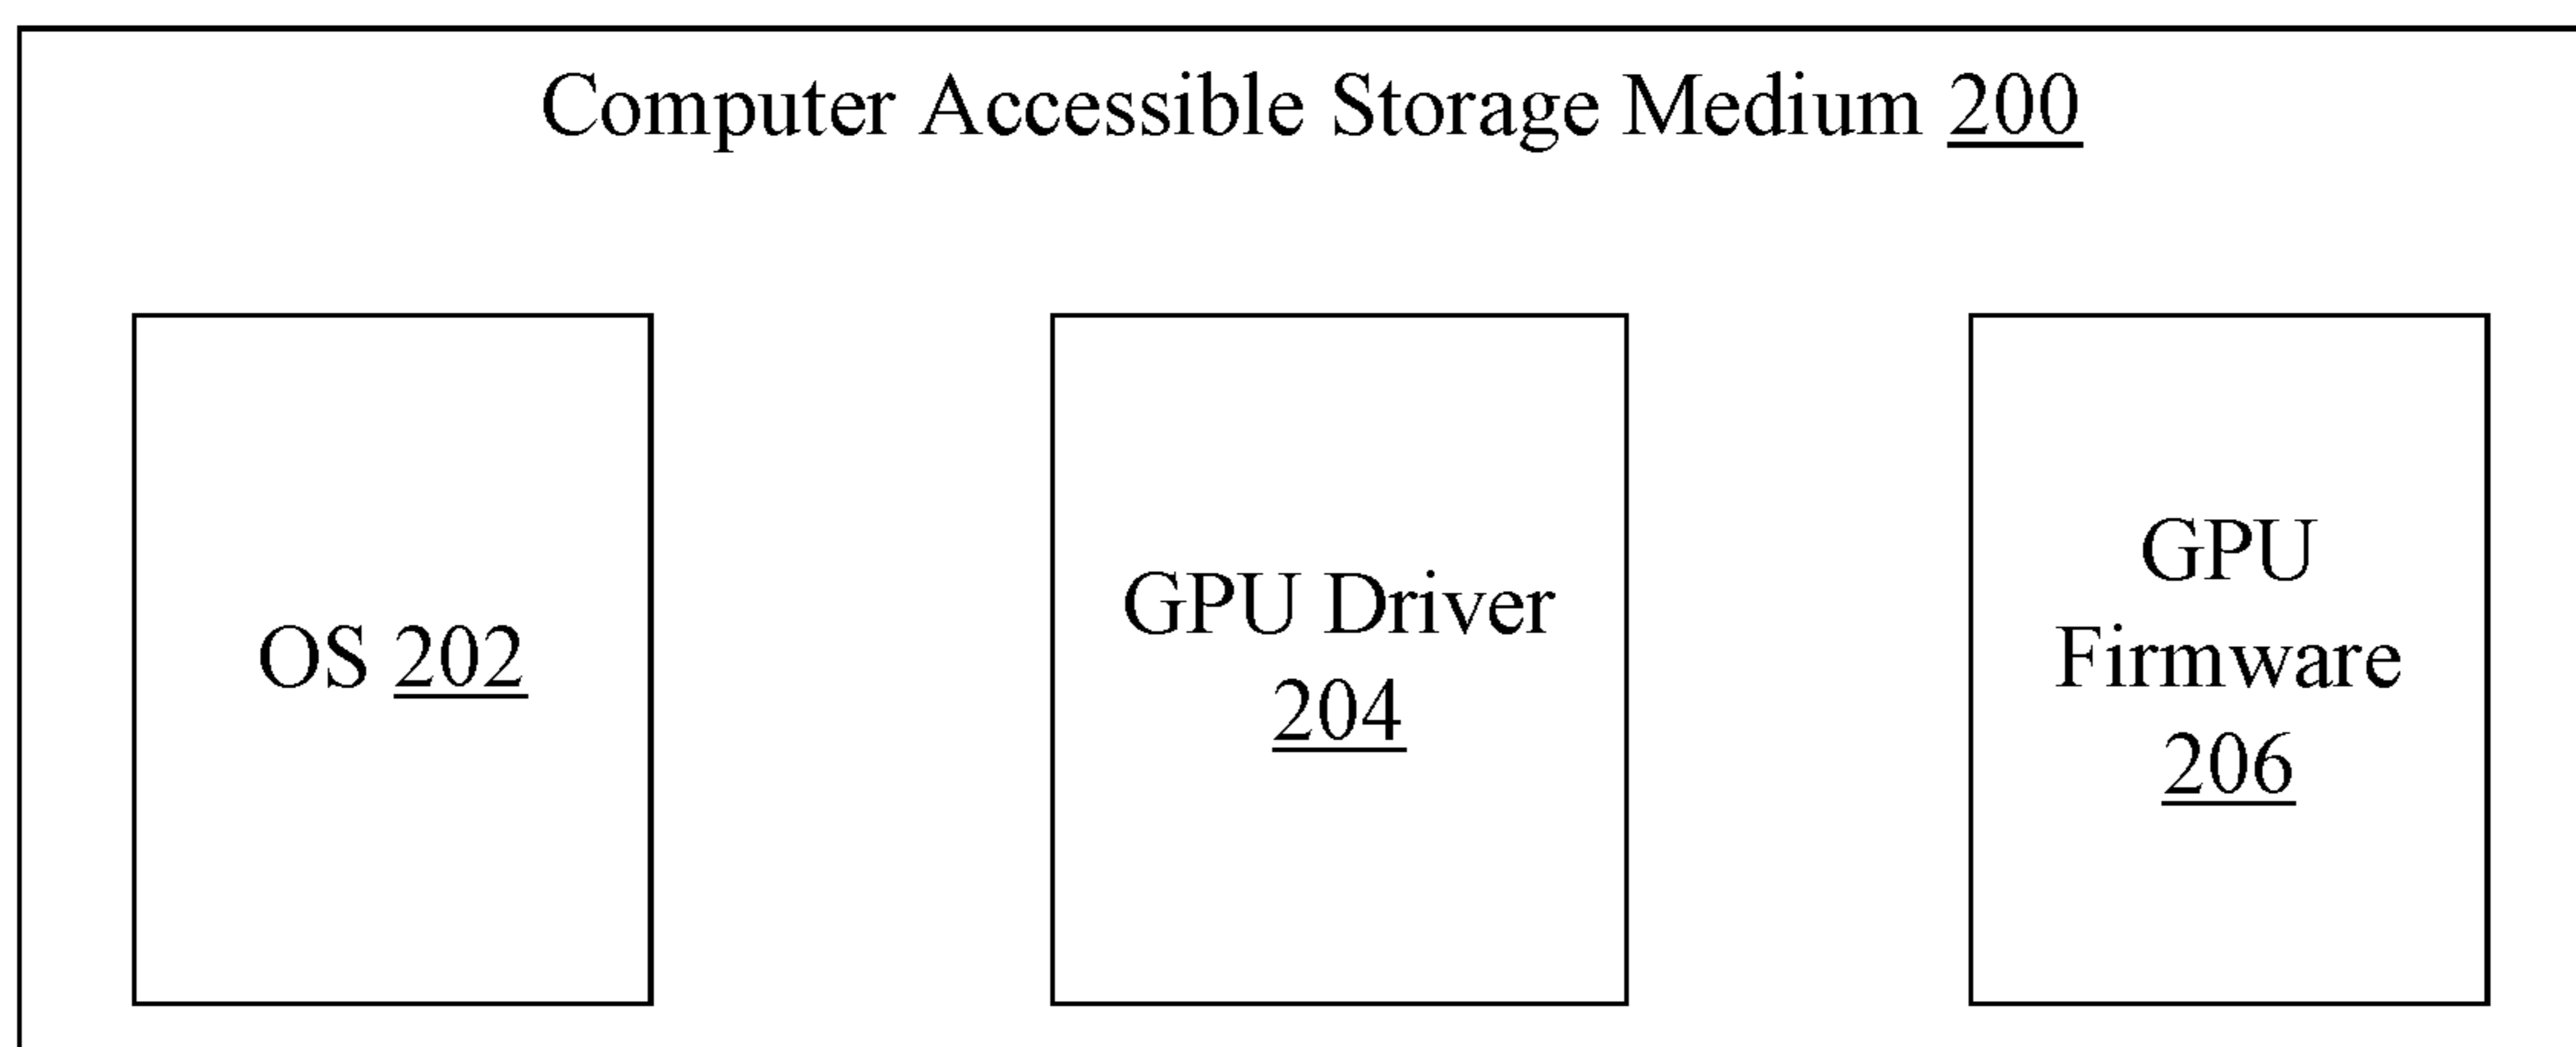 Computer Accessible Storage Medium 200
OS 202
GPU Driver
204
GPU
Firmware
206